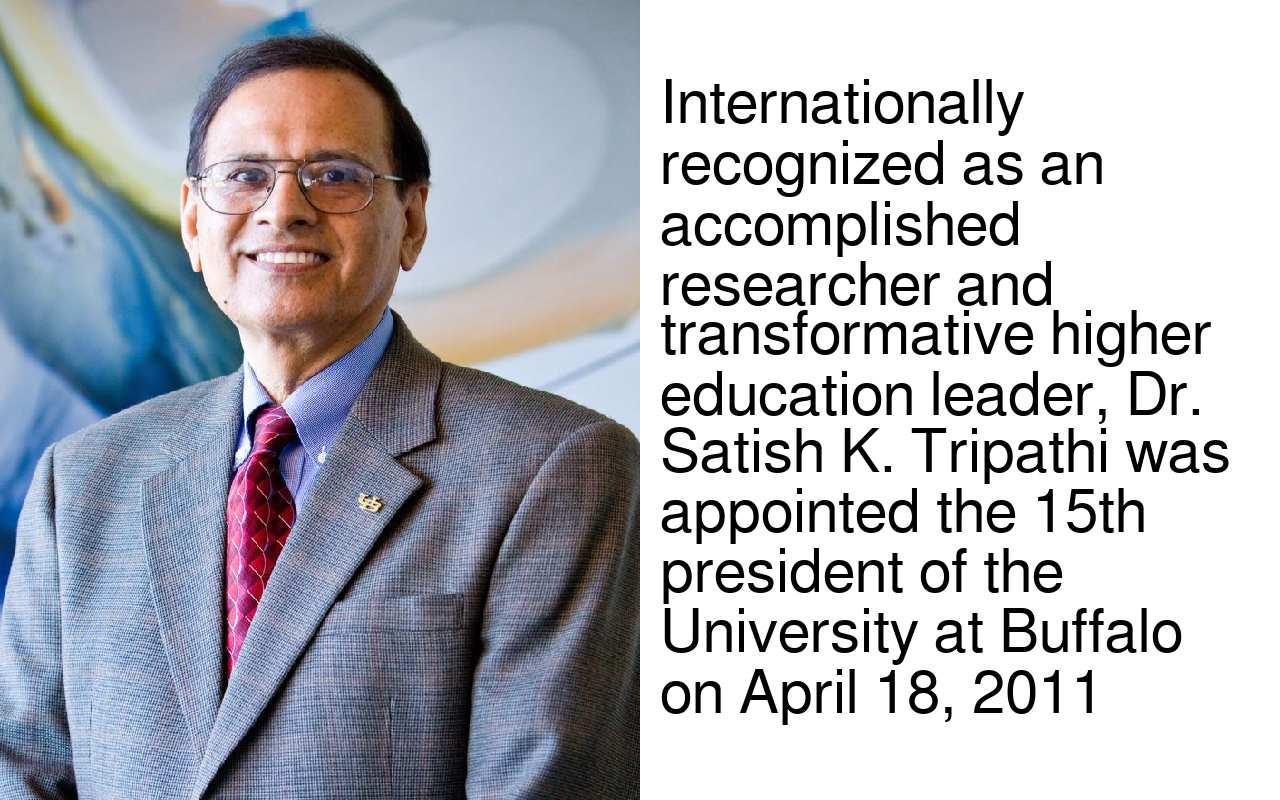 Internationally
recognized as an
accomplished
researcher and
transformative higher
education leader, Dr.
Satish K. Tripathi was
appointed the 15th
president of the
University at Buffalo
on April 18, 2011
UB